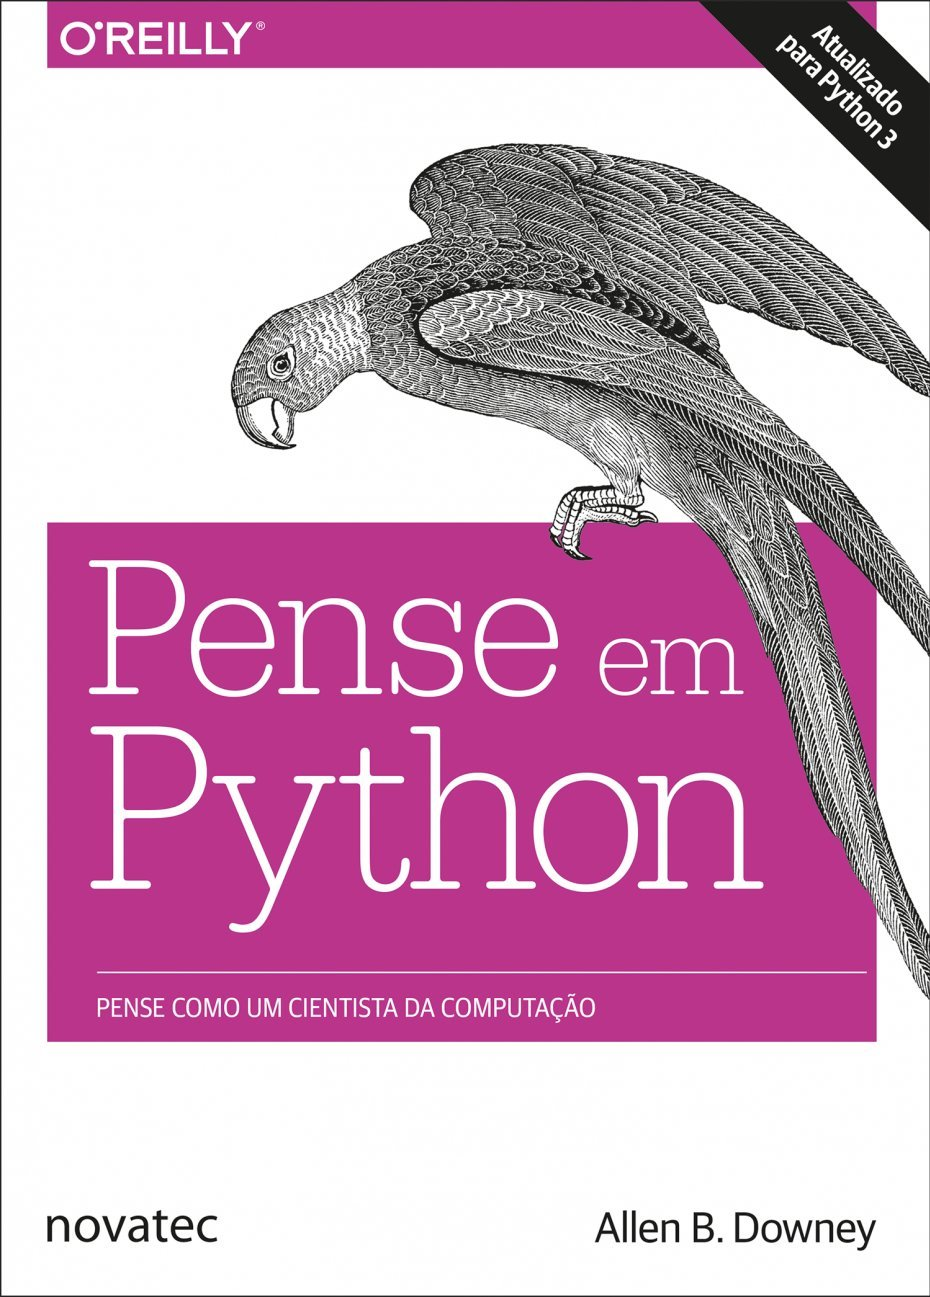 O'REILLY®
Atualizado
para Python 3
Pense em
Python
PENSE COMO UM CIENTISTA DA COMPUTAÇÃO
novatec
Allen B. Downey